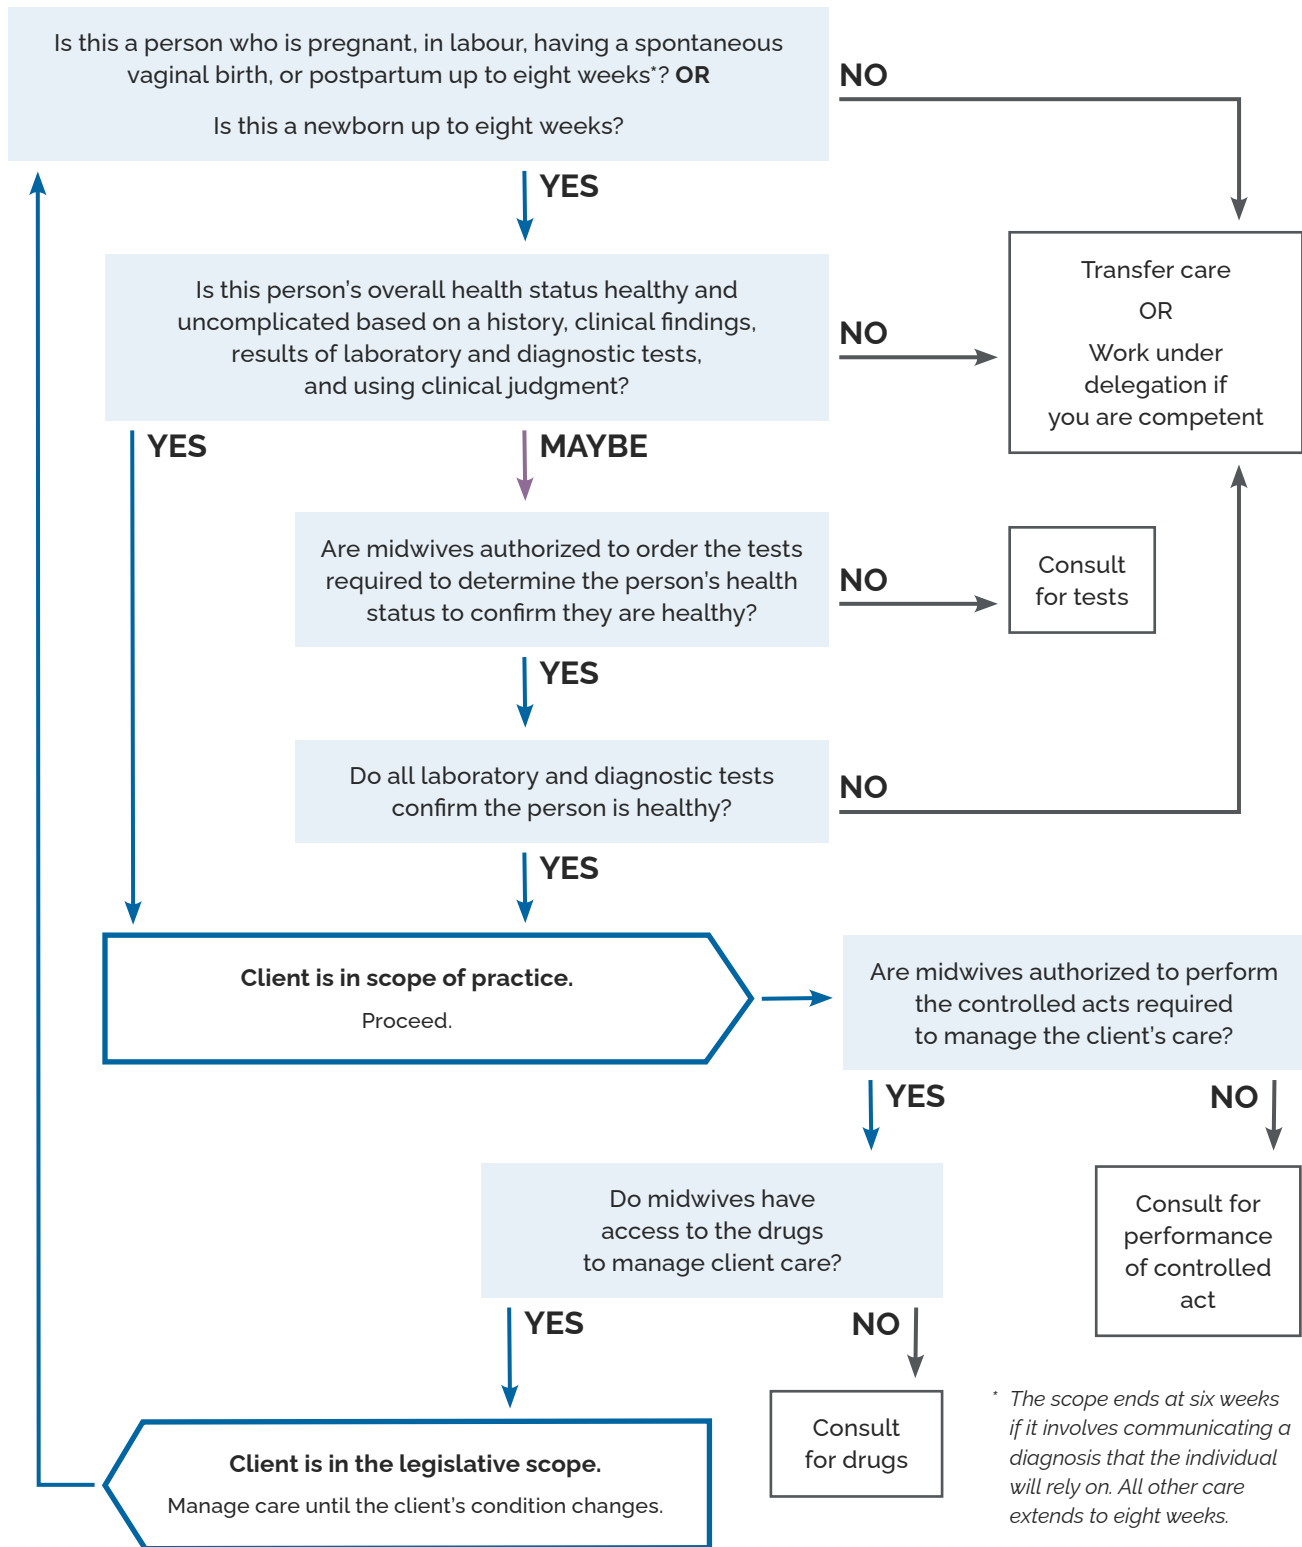 Is this a person who is pregnant, in labour, having a spontaneous
vaginal birth, or postpartum up to eight weeks*? OR
Is this a newborn up to eight weeks?
NO
YES
Is this person's overall health status healthy and
uncomplicated based on a history, clinical findings,
results of laboratory and diagnostic tests,
and using clinical judgment?
NO
Transfer care
OR
Work under
delegation if
you are competent
YES
MAYBE
Are midwives authorized to order the tests
required to determine the person's health
status to confirm they are healthy?
NO
Consult
for tests
YES
Do all laboratory and diagnostic tests
confirm the person is healthy?
NO
YES
Client is in scope of practice.
Proceed.
Are midwives authorized to perform
the controlled acts required
to manage the client's care?
YES
NO
Do midwives have
access to the drugs
to manage client care?
Consult for
performance
of controlled
act
YES
NO
Consult
for drugs
Client is in the legislative scope.
Manage care until the client's condition changes.
* The scope ends at six weeks
if it involves communicating a
diagnosis that the individual
will rely on. All other care
extends to eight weeks.